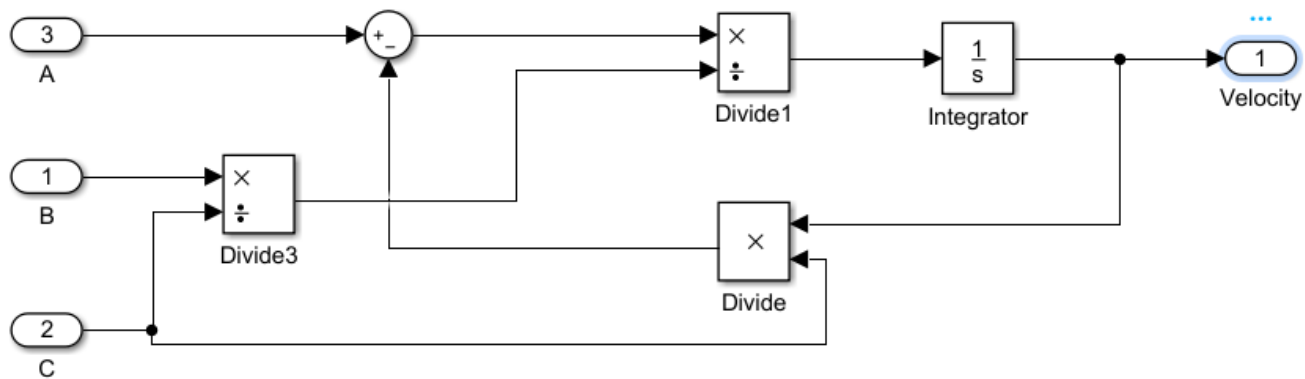 3
A
+
−
×
÷
Divide1
1
s
Integrator
...
1
Velocity
1
B
×
÷
Divide3
×
Divide
2
C